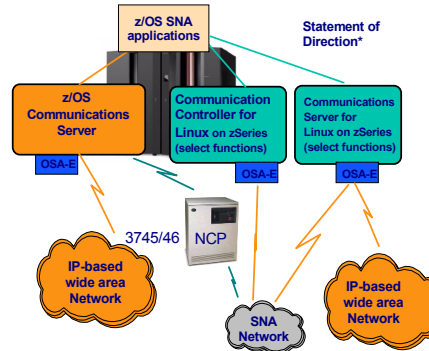 z/OS SNA
applications
Statement of
Direction*
z/OS
Communications
Server
Communication
Controller for
Linux on zSeries
(select functions)
Communications
Server for
Linux on zSeries
(select functions)
OSA-E
OSA-E
OSA-E
3745/46
NCP
IP-based
wide area
Network
SNA
Network
IP-based
wide area
Network